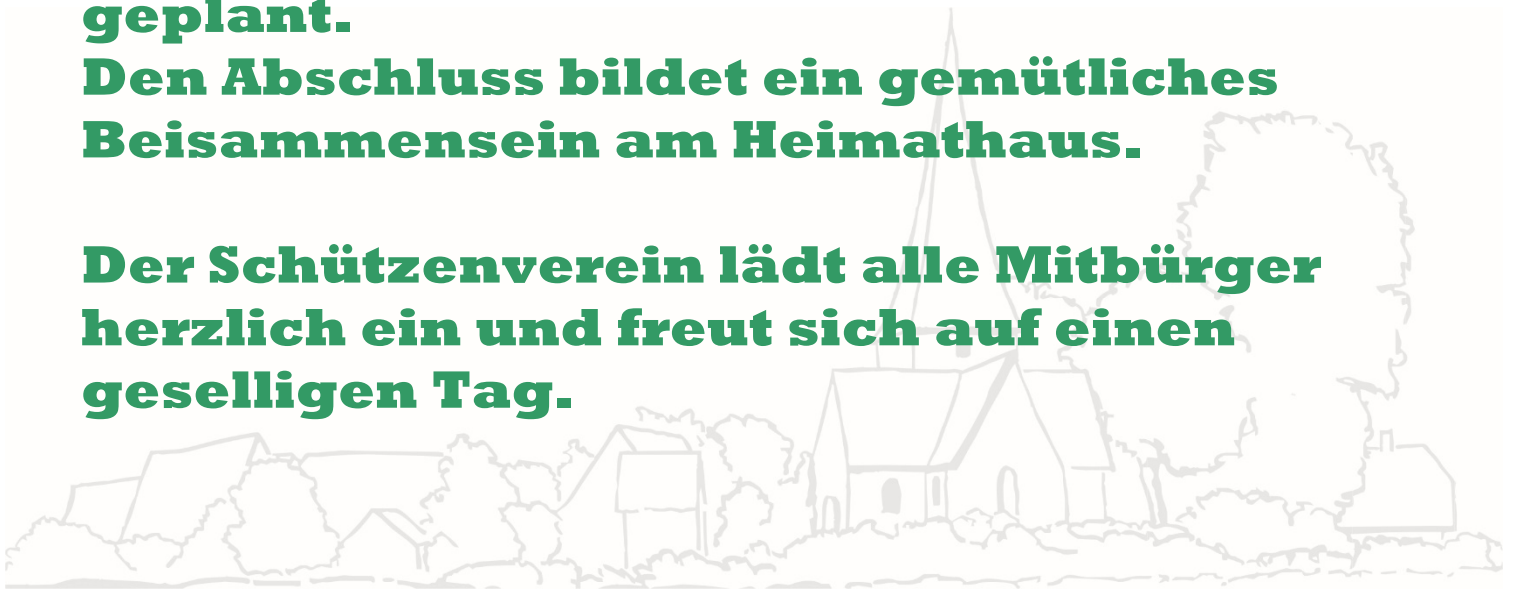 geplant.
Den Abschluss bildet ein gemütliches
Beisammensein am Heimathaus.
Der Schützenverein lädt alle Mitbürger
herzlich ein und freut sich auf einen
geselligen Tag.